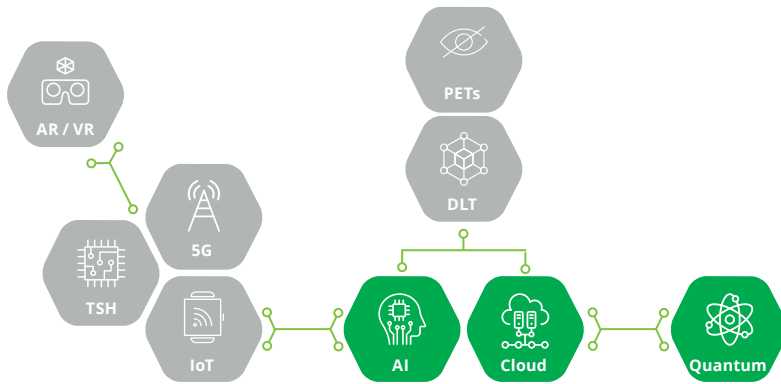 PETs
AR / VR
DLT
5G
TSH
IoT
AI
Cloud
Quantum